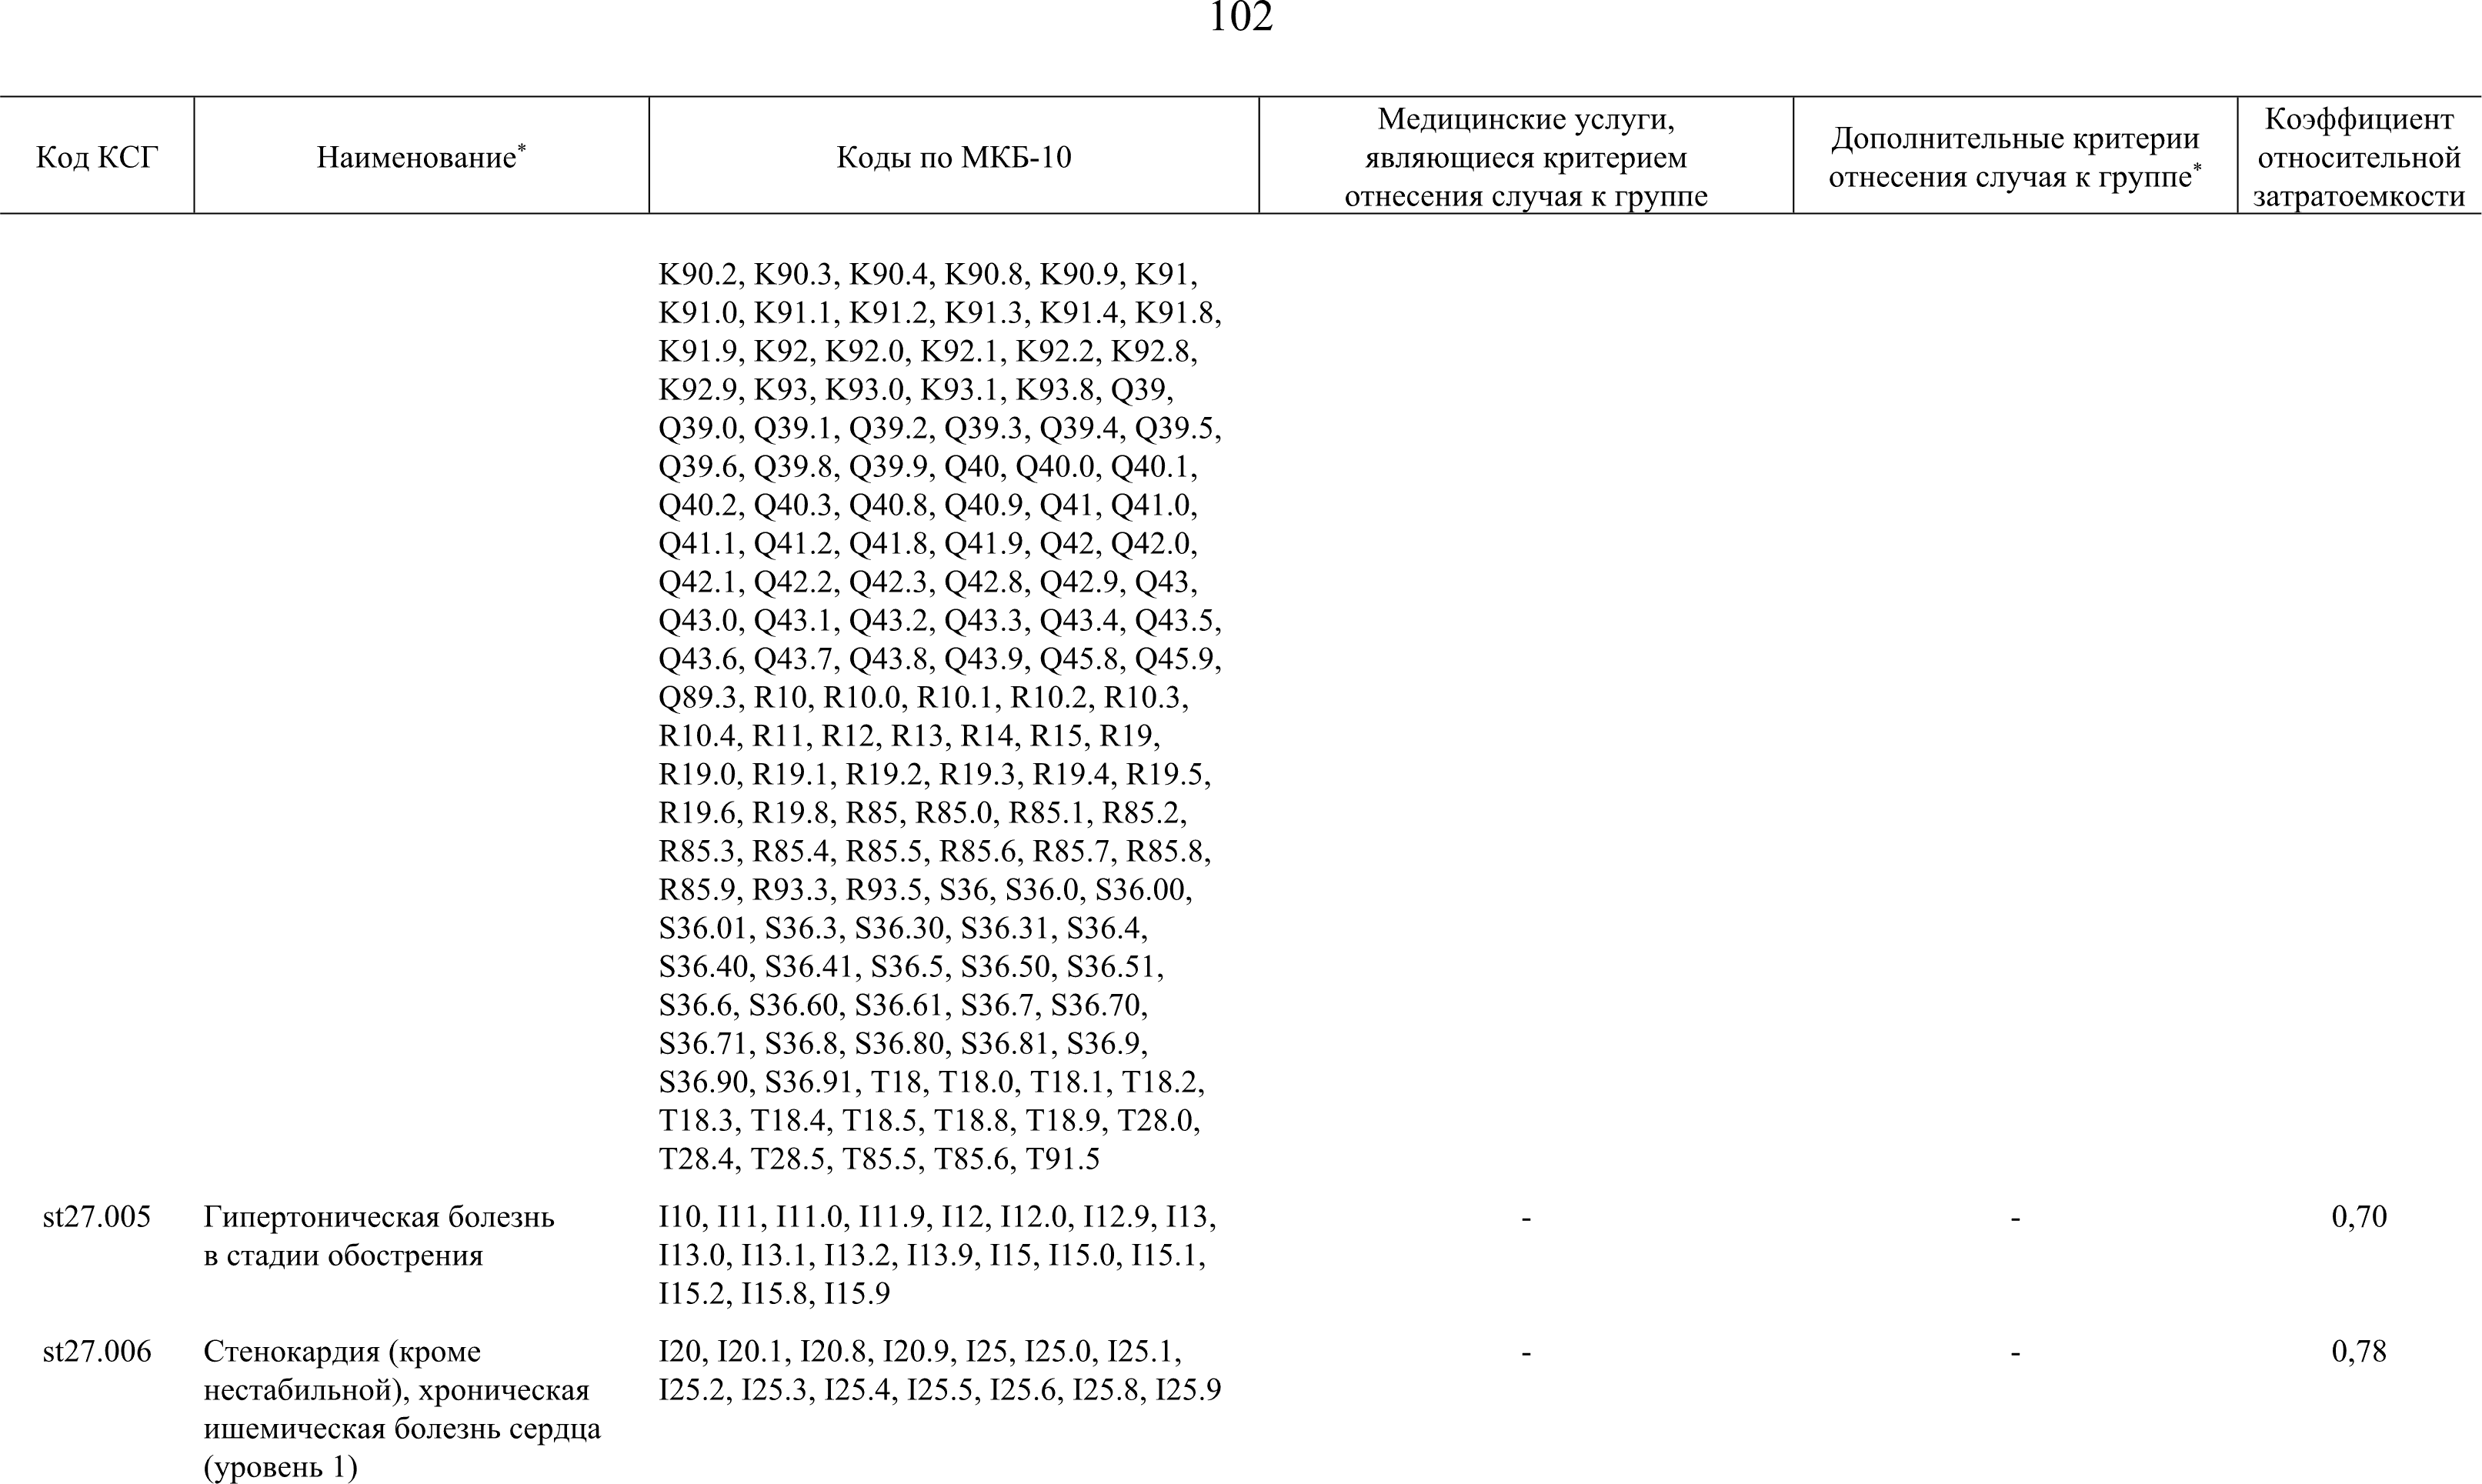 102
Код КСГ
Наименование*
Коды по МКБ-10
Медицинские услуги,
являющиеся критерием
отнесения случая к группе
Дополнительные критерии
отнесения случая к группе*
Коэффициент
относительной
затратоемкости
K90.2, K90.3, K90.4, K90.8, K90.9, K91,
K91.0, K91.1, K91.2, K91.3, K91.4, K91.8,
K91.9, K92, K92.0, K92.1, K92.2, K92.8,
K92.9, K93, K93.0, K93.1, K93.8, Q39,
Q39.0, Q39.1, Q39.2, Q39.3, Q39.4, Q39.5,
Q39.6, Q39.8, Q39.9, Q40, Q40.0, Q40.1,
Q40.2, Q40.3, Q40.8, Q40.9, Q41, Q41.0,
Q41.1, Q41.2, Q41.8, Q41.9, Q42, Q42.0,
Q42.1, Q42.2, Q42.3, Q42.8, Q42.9, Q43,
Q43.0, Q43.1, Q43.2, Q43.3, Q43.4, Q43.5,
Q43.6, Q43.7, Q43.8, Q43.9, Q45.8, Q45.9,
Q89.3, R10, R10.0, R10.1, R10.2, R10.3,
R10.4, R11, R12, R13, R14, R15, R19,
R19.0, R19.1, R19.2, R19.3, R19.4, R19.5,
R19.6, R19.8, R85, R85.0, R85.1, R85.2,
R85.3, R85.4, R85.5, R85.6, R85.7, R85.8,
R85.9, R93.3, R93.5, S36, S36.0, S36.00,
S36.01, S36.3, S36.30, S36.31, S36.4,
S36.40, S36.41, S36.5, S36.50, S36.51,
S36.6, S36.60, S36.61, S36.7, S36.70,
S36.71, S36.8, S36.80, S36.81, S36.9,
S36.90, S36.91, T18, T18.0, T18.1, T18.2,
T18.3, T18.4, T18.5, T18.8, T18.9, T28.0,
T28.4, T28.5, T85.5, T85.6, T91.5
st27.005
Гипертоническая болезнь
в стадии обострения
I10, I11, I11.0, I11.9, I12, I12.0, I12.9, I13,
I13.0, I13.1, I13.2, I13.9, I15, I15.0, I15.1,
I15.2, I15.8, I15.9
-
-
0,70
st27.006
Стенокардия (кроме
нестабильной), хроническая
ишемическая болезнь сердца
(уровень 1)
I20, I20.1, I20.8, I20.9, I25, I25.0, I25.1,
I25.2, I25.3, I25.4, I25.5, I25.6, I25.8, I25.9
-
-
0,78